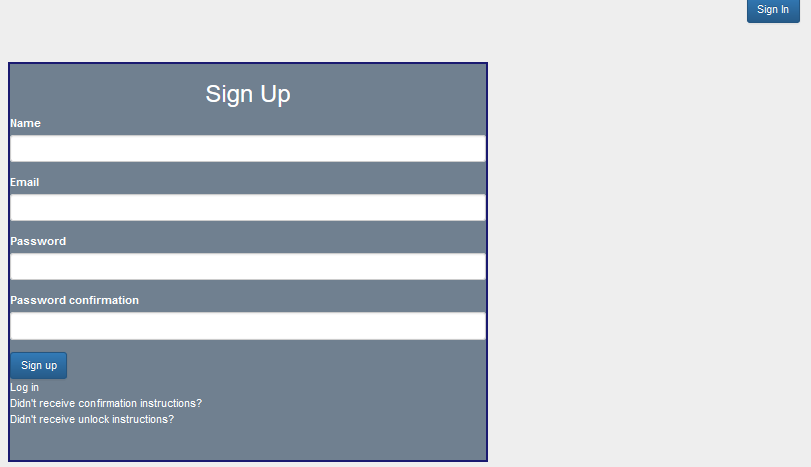 Sign In
Sign Up
Name
Email
Password
Password confirmation
Sign up
Log in
Didn't receive confirmation instructions?
Didn't receive unlock instructions?